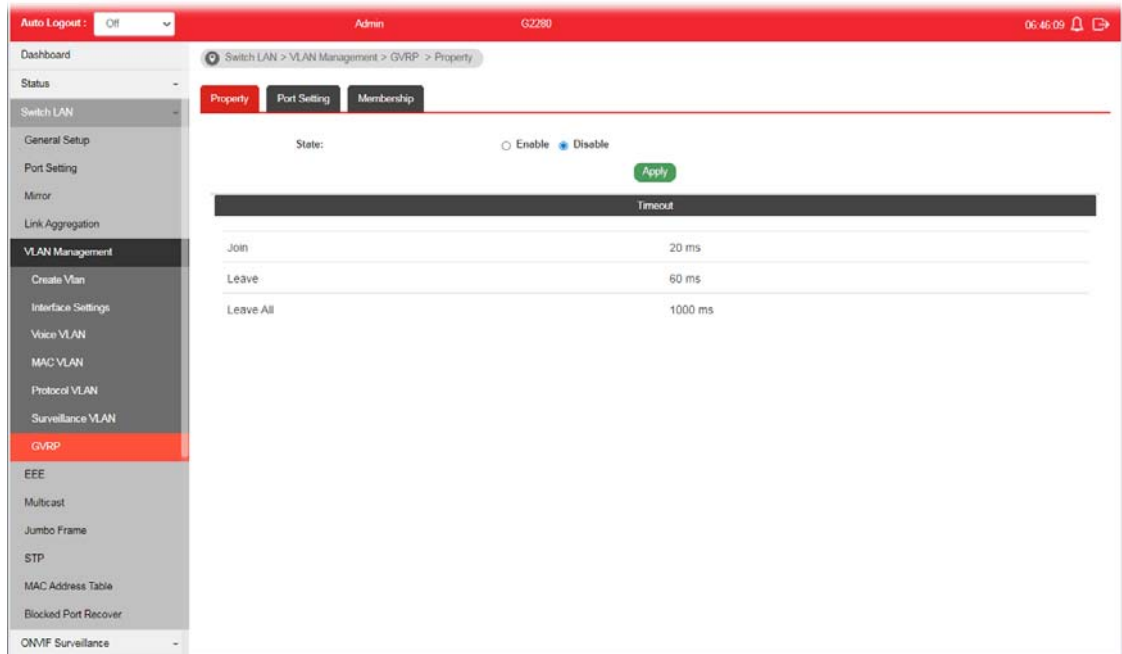 Auto Logout : Off Admin G2280 06:46:09
Dashboard
Switch LAN > VLAN Management > GVRP > Property
Status -
Property Port Setting Membership
Switch LAN -
General Setup
State: Enable Disable
Port Setting
Apply
Mirror
Timeout
Link Aggregation
VLAN Management
Join 20 ms
Create Vlan
Leave 60 ms
Interface Settings
Leave All 1000 ms
Voice VLAN
MAC VLAN
Protocol VLAN
Surveillance VLAN
GVRP
EEE
Multicast
Jumbo Frame
STP
MAC Address Table
Blocked Port Recover
ONVIF Surveillance -